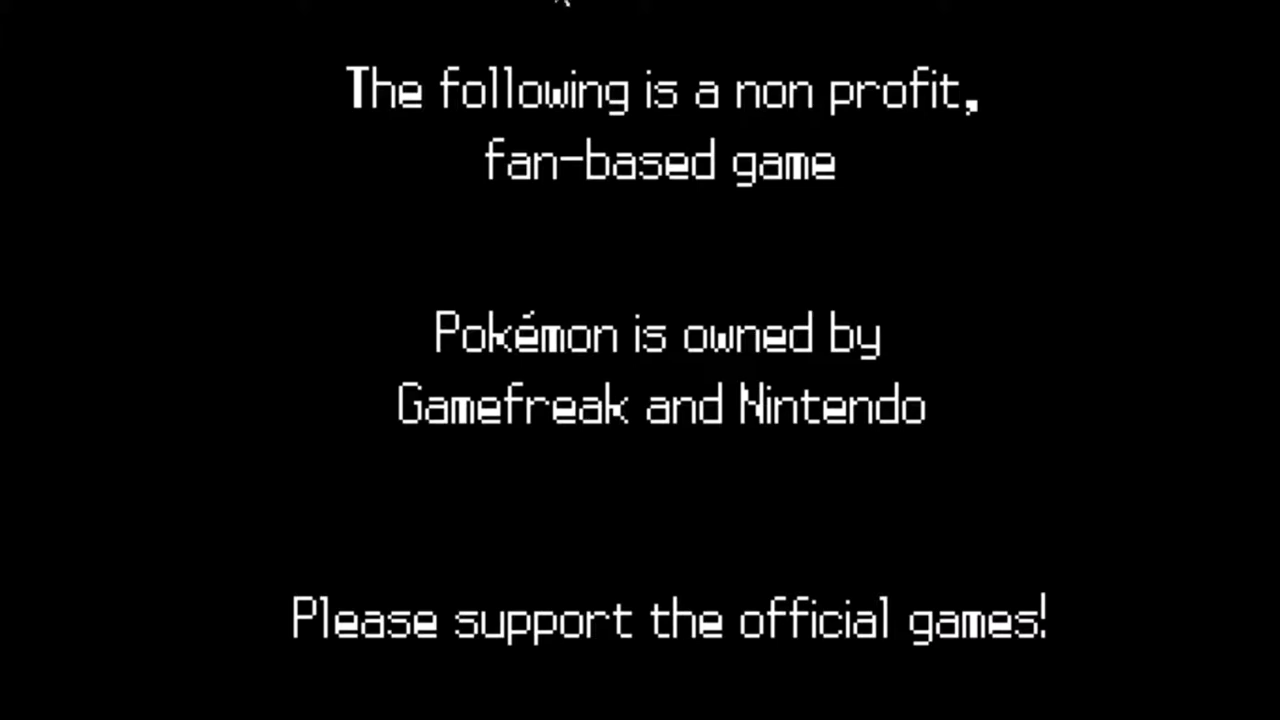 The following is a non profit,
fan-based game
Pokémon is owned by
Gamefreak and Nintendo
Please support the official games!